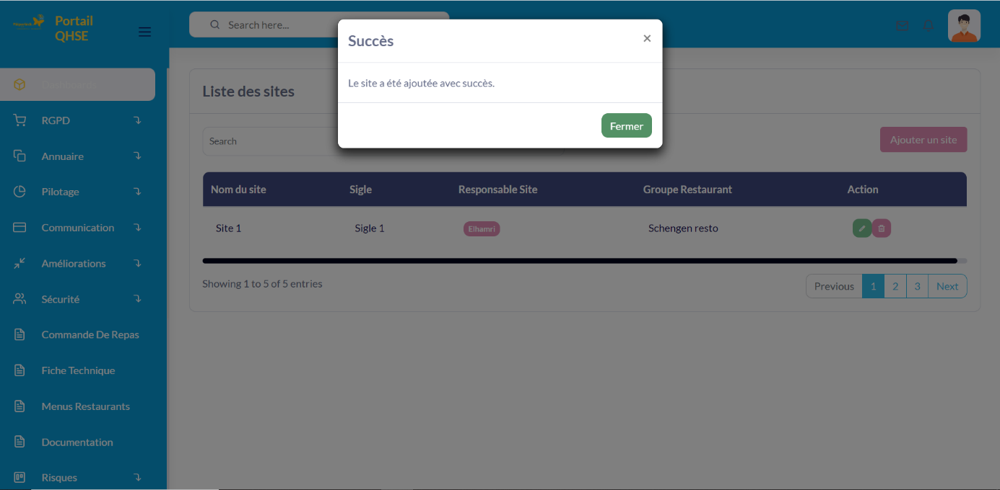 Portail
QHSE
Search here...
Succès
×
Le site a été ajoutée avec succès.
Fermer
Dashboard
RGPD
Annuaire
Pilotage
Communication
Améliorations
Sécurité
Commande De Repas
Fiche Technique
Menus Restaurants
Documentation
Risques
Liste des sites
Search
Ajouter un site
Nom du site Sigle Responsable Site Groupe Restaurant Action
Site 1 Sigle 1 Elhamri Schengen resto
Showing 1 to 5 of 5 entries
Previous 1 2 3 Next